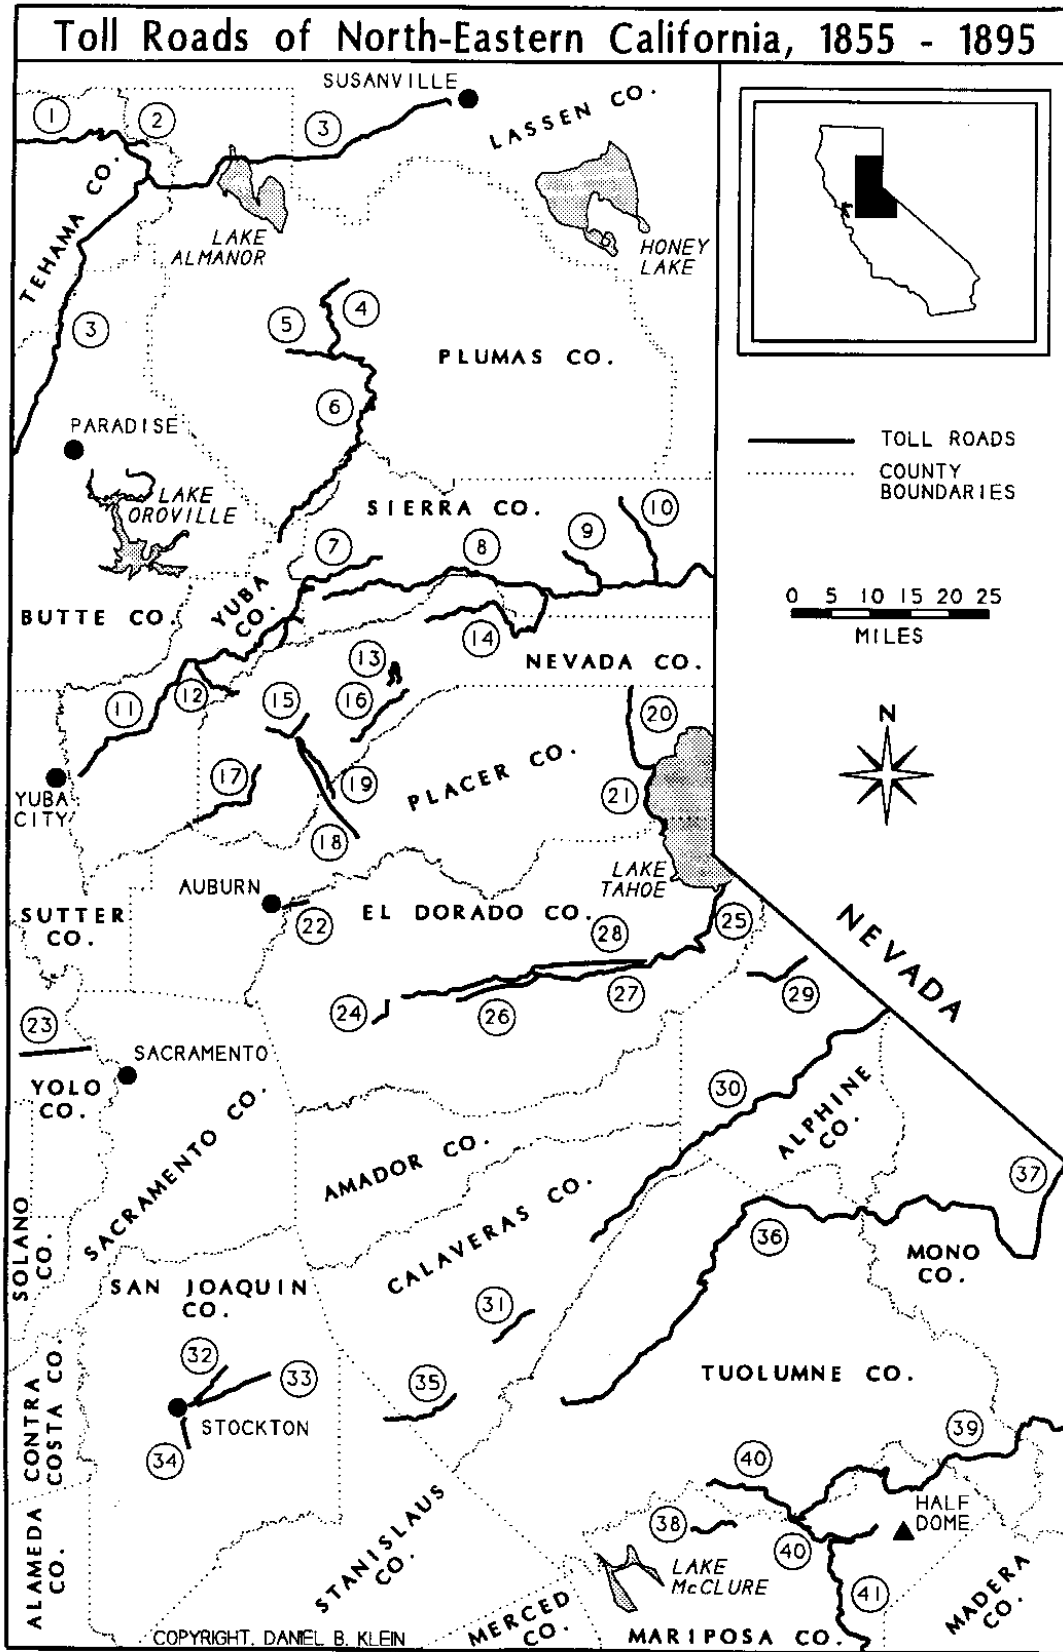 Toll Roads of North-Eastern California, 1855 - 1895
SUSANVILLE
LASSEN CO.
1
2
3
TEHAMA CO.
LAKE
ALMANOR
HONEY
LAKE
3
4
5
6
PLUMAS CO.
PARADISE
TOLL ROADS
COUNTY
BOUNDARIES
LAKE
OROVILLE
SIERRA CO.
10
7
8
9
YUBA
CO.
BUTTE CO.
0 5 10 15 20 25
MILES
14
13
NEVADA CO.
12
11
15
16
20
N
17
19
18
PLACER CO.
21
YUBA
CITY
LAKE
TAHOE
AUBURN
22
SUTTER
CO.
EL DORADO CO.
25
NEVADA
28
24
26
27
29
23
SACRAMENTO
YOLO
CO.
SACRAMENTO CO.
30
ALPHINE
CO.
AMADOR CO.
CALAVERAS CO.
37
36
SOLANO
CO.
SAN JOAQUIN
CO.
MONO
CO.
31
32
33
35
TUOLUMNE CO.
STOCKTON
34
CONTRA
COSTA CO.
39
40
HALF
DOME
38
40
ALAMEDA
CO.
STANISLAUS
CO.
LAKE
McCLURE
41
MADERA
CO.
MERCED
CO.
MARIPOSA CO.
COPYRIGHT. DANIEL B. KLEIN